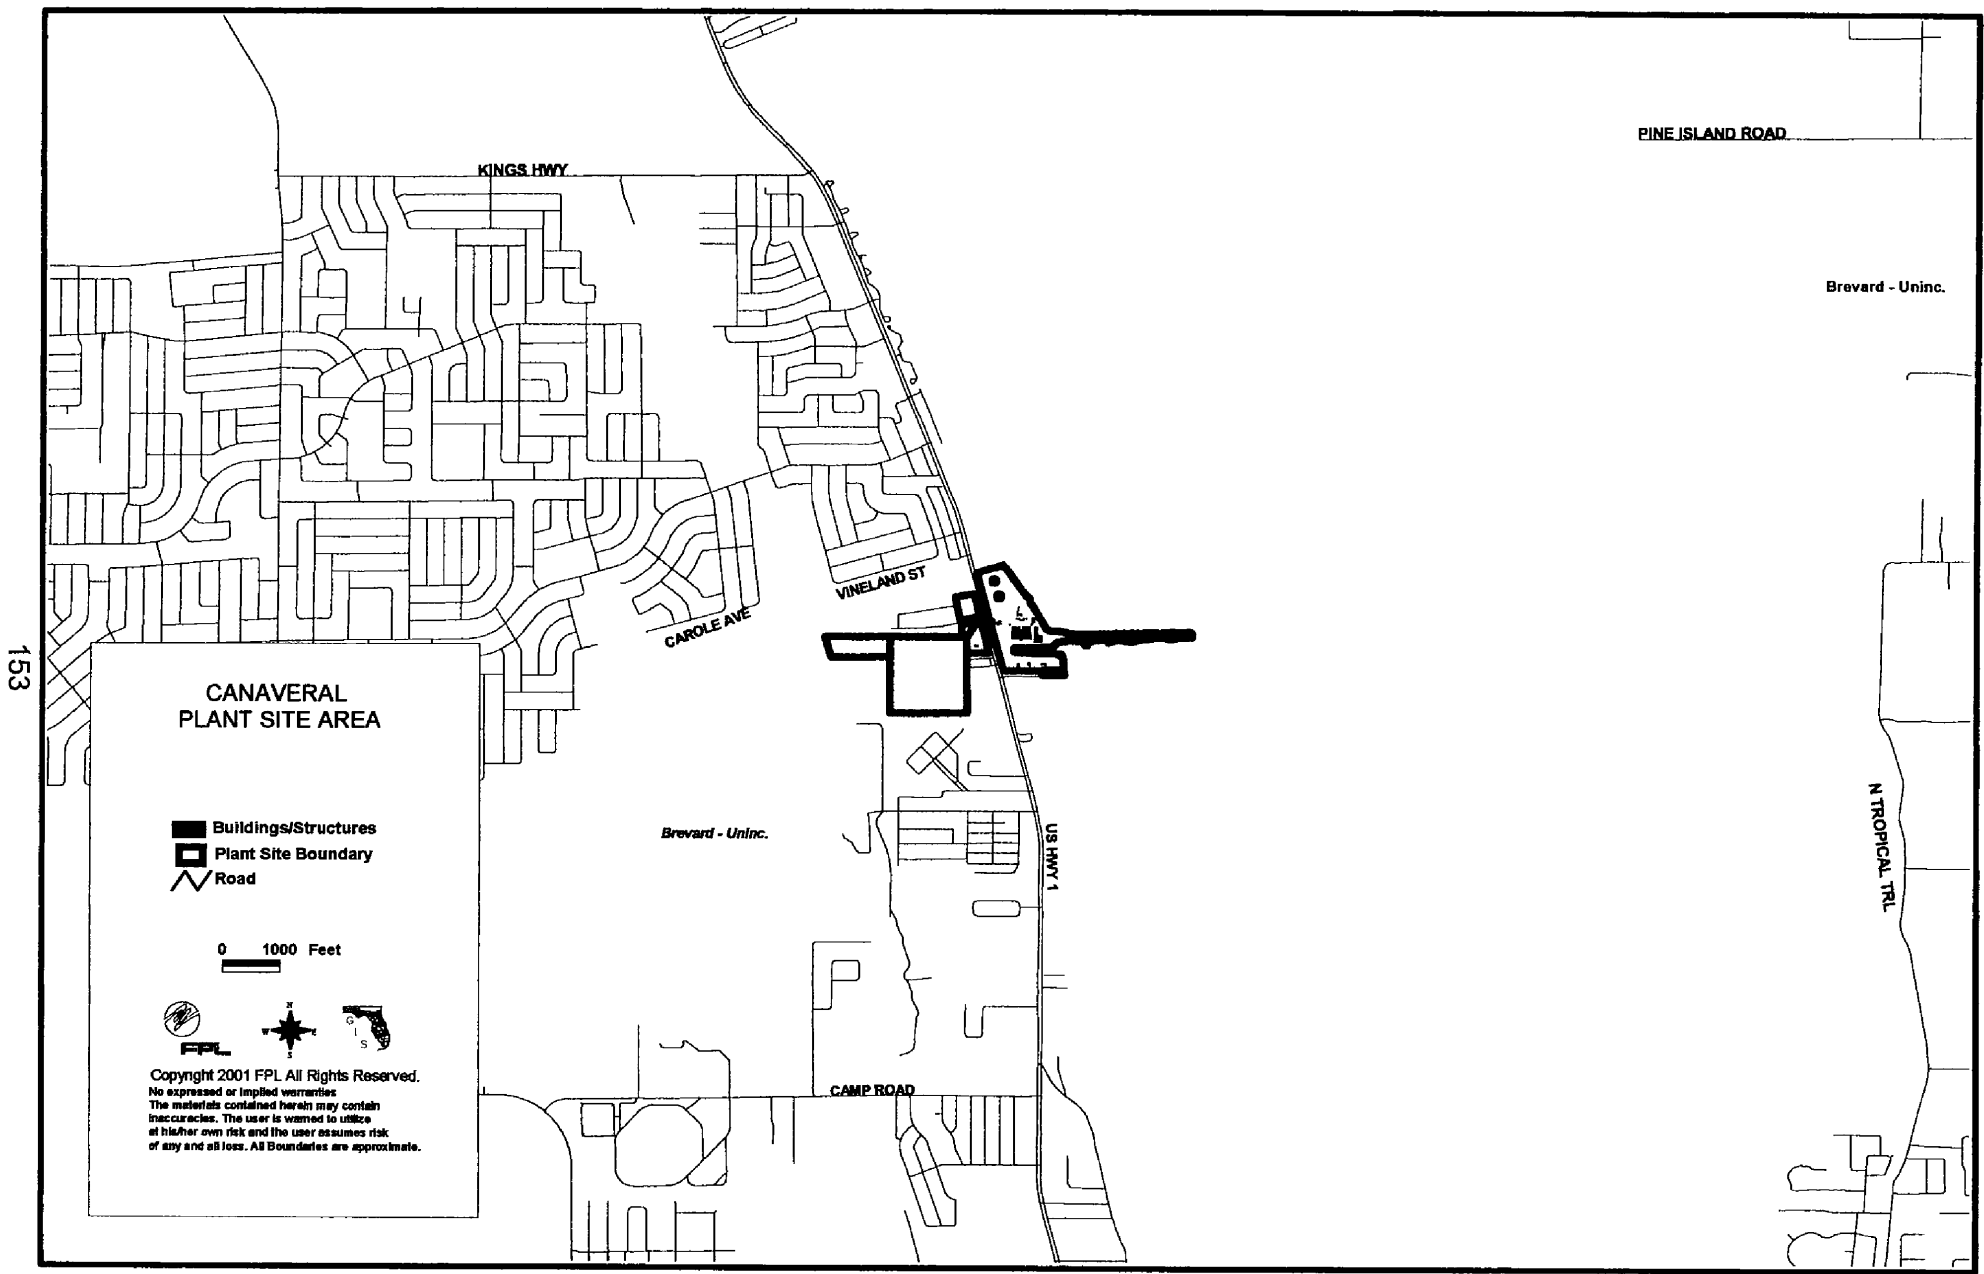 KINGS HWY
PINE ISLAND ROAD
Brevard - Uninc.
VINELAND ST
CAROLE AVE
153
CANAVERAL
PLANT SITE AREA
Buildings/Structures
Plant Site Boundary
Road
0 1000 Feet
N
W E
S
G
I
S
FPL
Copyright 2001 FPL All Rights Reserved.
No expressed or implied warranties
The materials contained herein may contain
inaccuracies. The user is warned to utilize
at his/her own risk and the user assumes risk
of any and all loss. All Boundaries are approximate.
Brevard - Uninc.
US HWY 1
N TROPICAL TRL
CAMP ROAD